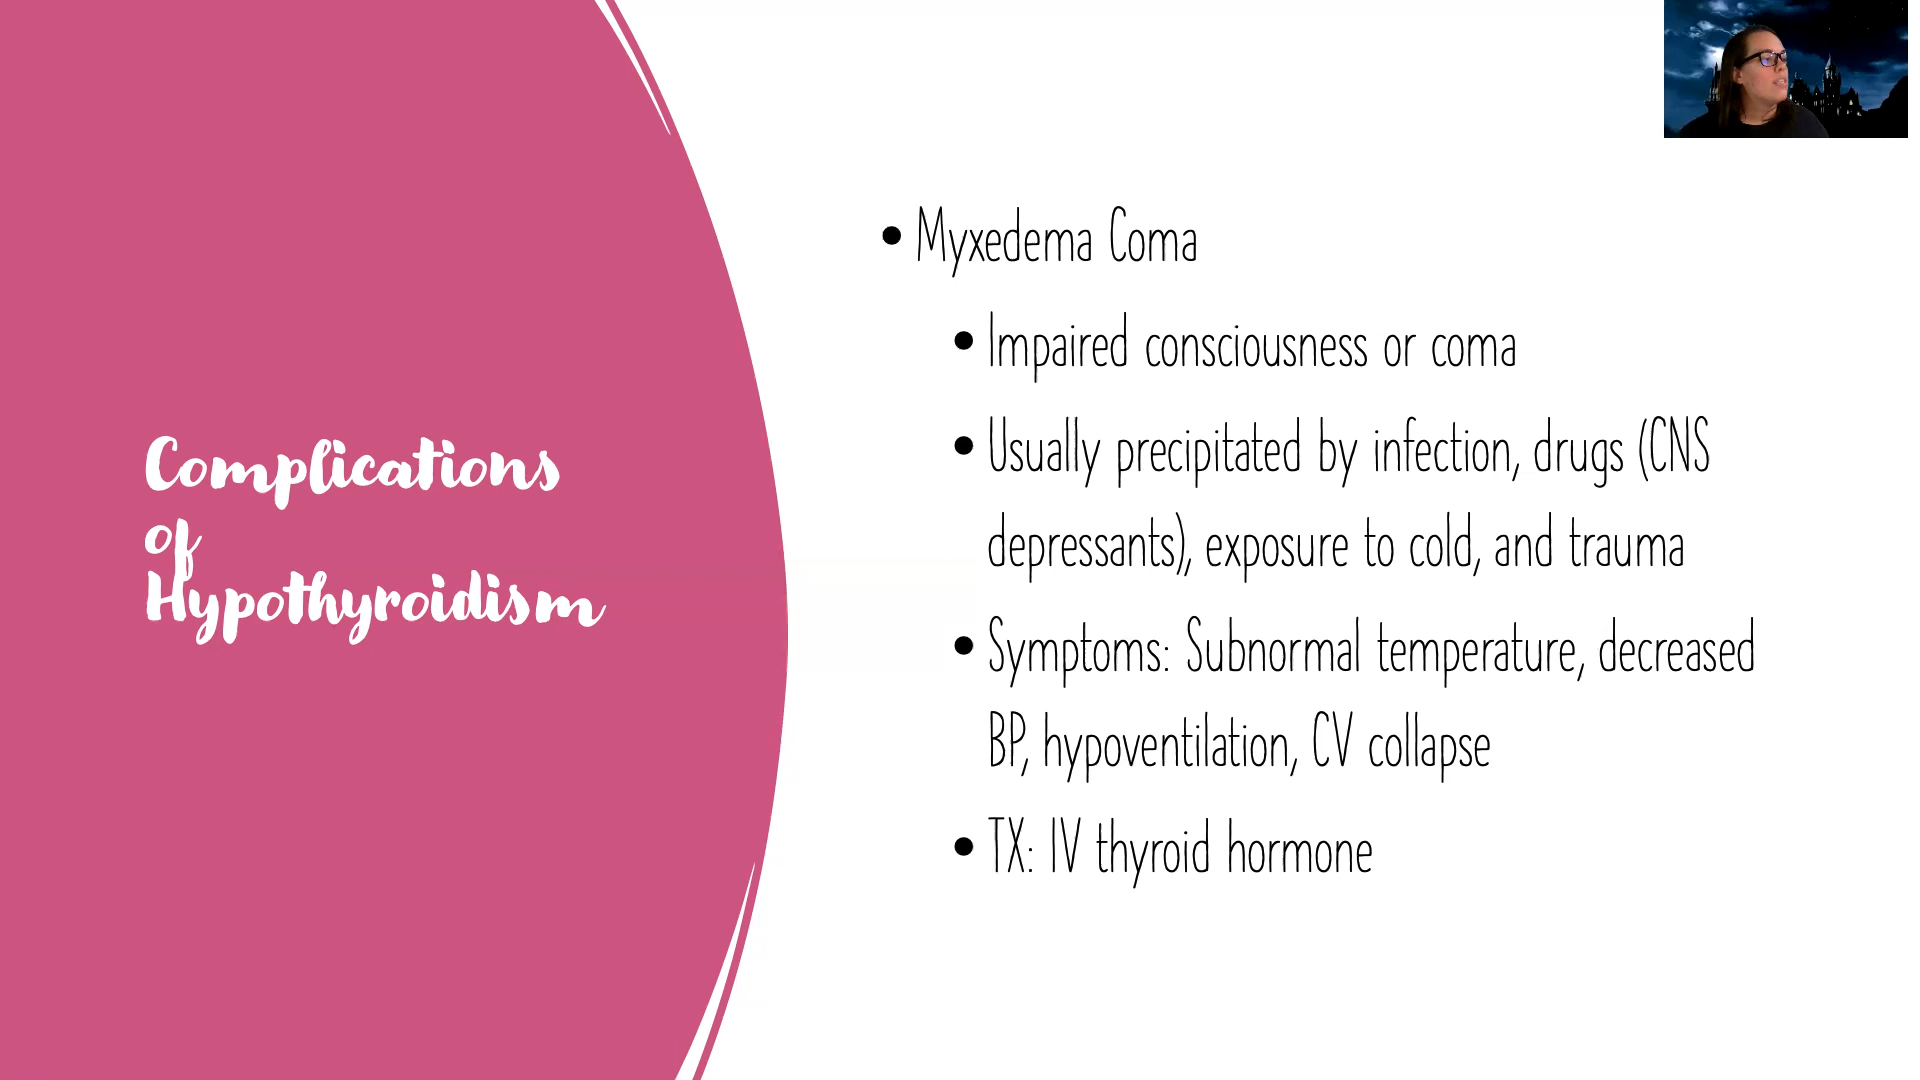 Complications
of
Hypothyroidism
• Myxedema Coma
• Impaired consciousness or coma
• Usually precipitated by infection, drugs (CNS
depressants), exposure to cold, and trauma
• Symptoms: Subnormal temperature, decreased
BP, hypoventilation, CV collapse
• TX: IV thyroid hormone